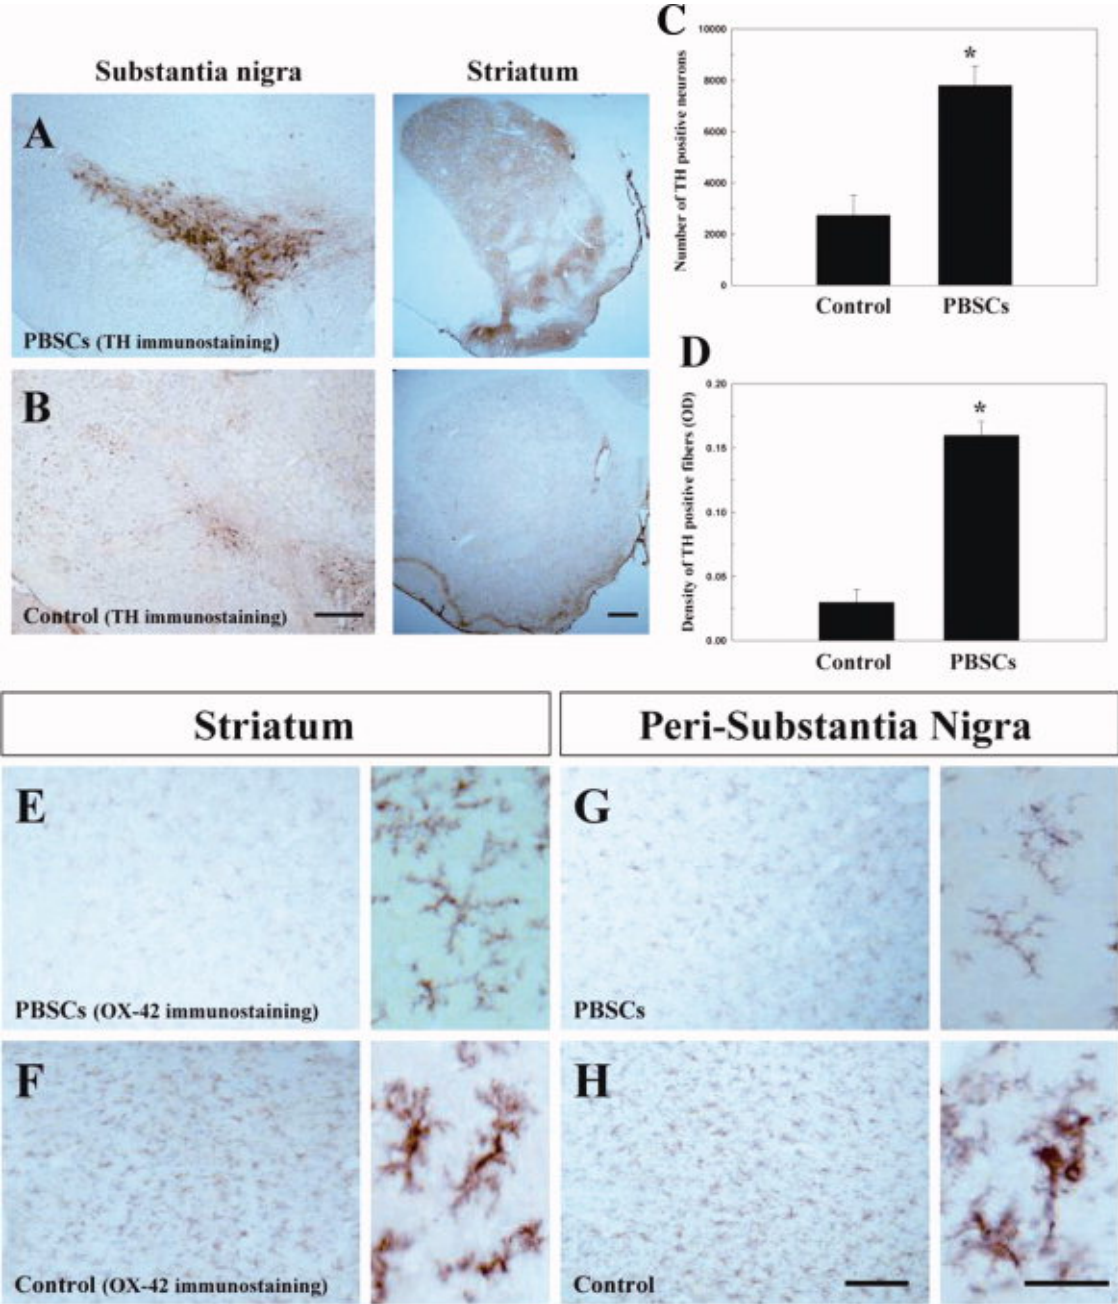 Substantia nigra
Striatum
A
PBSCs (TH immunostaining)
B
Control (TH immunostaining)
C
Number of TH positive neurons
10000
8000
6000
4000
2000
0
*
Control
PBSCs
D
Density of TH positive fibers (OD)
0.20
0.15
0.10
0.05
0.00
*
Control
PBSCs
Striatum
Peri-Substantia Nigra
E
PBSCs (OX-42 immunostaining)
G
PBSCs
F
Control (OX-42 immunostaining)
H
Control